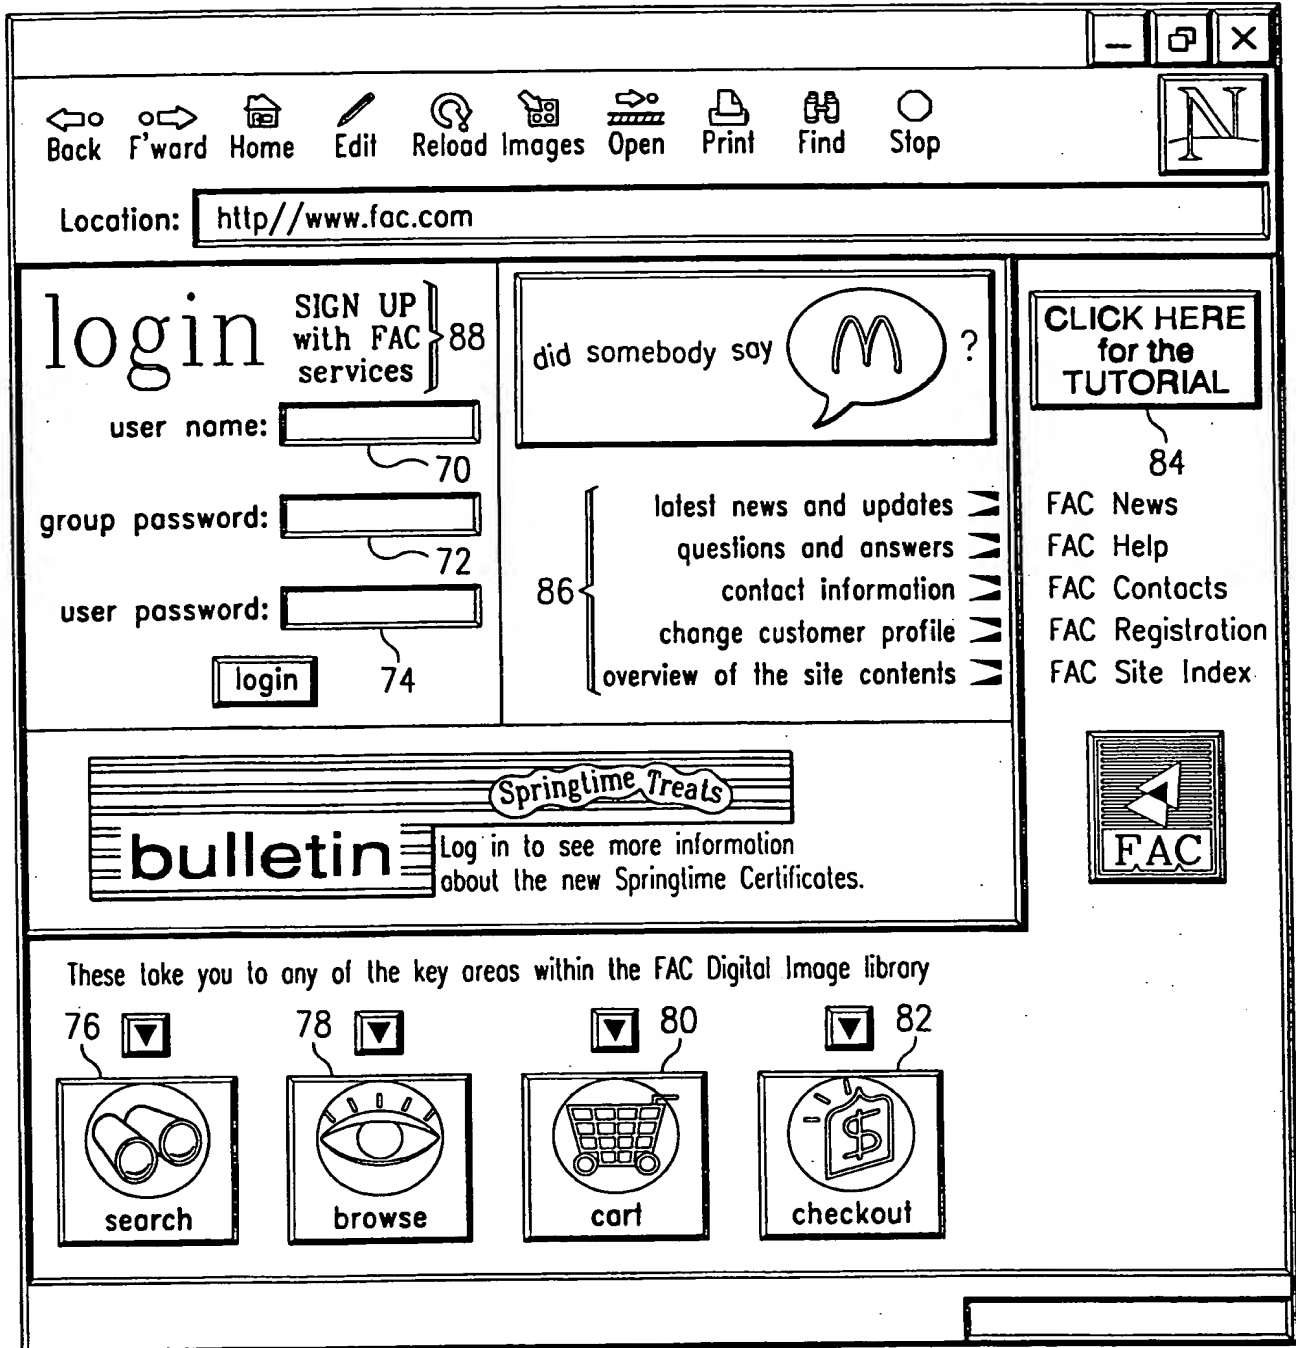 Back F'ward Home Edit Reload Images Open Print Find Stop
N
Location: http//www.fac.com
login
SIGN UP
with FAC
services
88
user name:
70
group password:
72
user password:
74
login
did somebody say M ?
86
latest news and updates
questions and answers
contact information
change customer profile
overview of the site contents
CLICK HERE
for the
TUTORIAL
84
FAC News
FAC Help
FAC Contacts
FAC Registration
FAC Site Index
FAC
Springtime Treats
bulletin
Log in to see more information
about the new Springtime Certificates.
These take you to any of the key areas within the FAC Digital Image library
76 78 80 82
$
search browse cart checkout